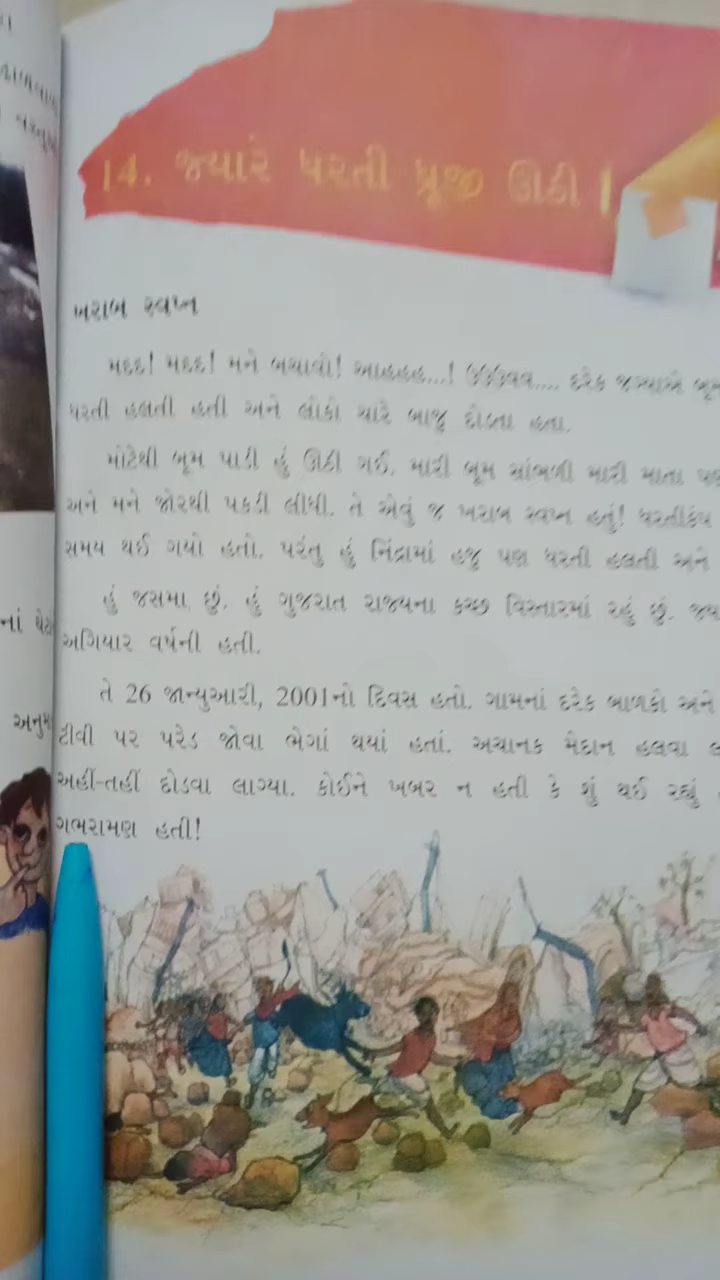 14. જ્યારે ધરતી ધ્રૂજી ઊઠી !
ખરાબ સ્વપ્ન
મદદ! મદદ! મને બચાવો! આહહહ...! દરેક જગ્યાએ
ધરતી હલતી હતી અને લોકો ચારે બાજુ દોડતા હતા.
મોટેથી બૂમ પાડી હું ઊઠી ગઈ. મારી બૂમ સાંભળી મારી માતા
અને મને જોરથી પકડી લીધી. તે એવું જ ખરાબ સ્વપ્ન હતું! ધરતીકંપ
સમય થઈ ગયો હતો. પરંતુ હું નિંદ્રામાં હજુ પણ ધરતી હલતી અને
હું જસમા છું. હું ગુજરાત રાજ્યના કચ્છ વિસ્તારમાં રહું છું.
અગિયાર વર્ષની હતી.
તે 26 જાન્યુઆરી, 2001નો દિવસ હતો. ગામનાં દરેક બાળકો અને
ટીવી પર પરેડ જોવા ભેગાં થયાં હતાં. અચાનક મેદાન હલવા
અહીં-તહીં દોડવા લાગ્યા. કોઈને ખબર ન હતી કે શું થઈ રહ્યું
ગભરામણ હતી!